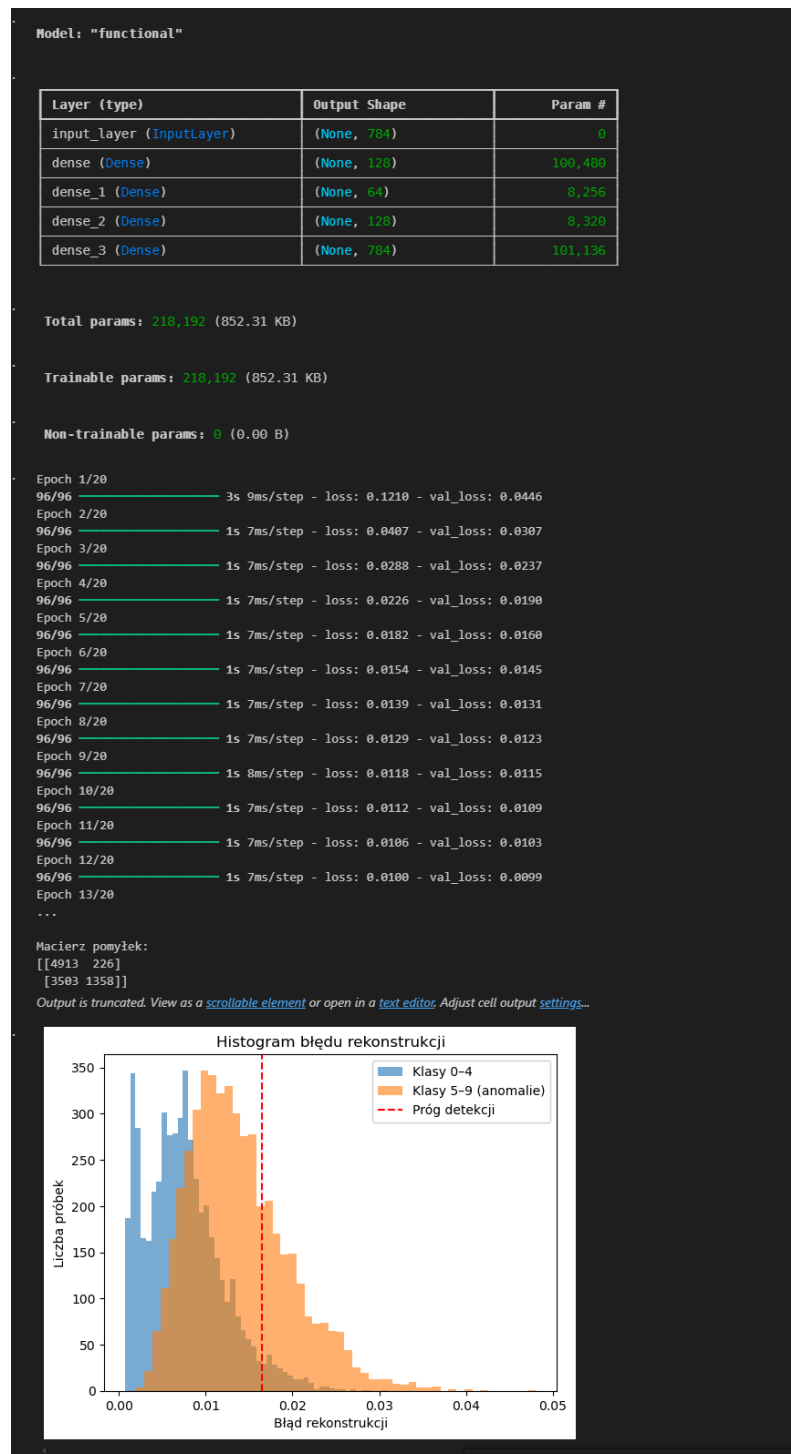 Model: "functional"
Layer (type) Output Shape Param #
input_layer (InputLayer) (None, 784) 0
dense (Dense) (None, 128) 100,480
dense_1 (Dense) (None, 64) 8,256
dense_2 (Dense) (None, 128) 8,320
dense_3 (Dense) (None, 784) 101,136
Total params: 218,192 (852.31 KB)
Trainable params: 218,192 (852.31 KB)
Non-trainable params: 0 (0.00 B)
Epoch 1/20
96/96 3s 9ms/step - loss: 0.1210 - val_loss: 0.0446
Epoch 2/20
96/96 1s 7ms/step - loss: 0.0407 - val_loss: 0.0307
Epoch 3/20
96/96 1s 7ms/step - loss: 0.0288 - val_loss: 0.0237
Epoch 4/20
96/96 1s 7ms/step - loss: 0.0226 - val_loss: 0.0190
Epoch 5/20
96/96 1s 7ms/step - loss: 0.0182 - val_loss: 0.0160
Epoch 6/20
96/96 1s 7ms/step - loss: 0.0154 - val_loss: 0.0145
Epoch 7/20
96/96 1s 7ms/step - loss: 0.0139 - val_loss: 0.0131
Epoch 8/20
96/96 1s 7ms/step - loss: 0.0129 - val_loss: 0.0123
Epoch 9/20
96/96 1s 8ms/step - loss: 0.0118 - val_loss: 0.0115
Epoch 10/20
96/96 1s 7ms/step - loss: 0.0112 - val_loss: 0.0109
Epoch 11/20
96/96 1s 7ms/step - loss: 0.0106 - val_loss: 0.0103
Epoch 12/20
96/96 1s 7ms/step - loss: 0.0100 - val_loss: 0.0099
Epoch 13/20
...
Macierz pomyłek:
[[4913 226]
[3503 1358]]
Output is truncated. View as a scrollable element or open in a text editor. Adjust cell output settings...
Histogram błędu rekonstrukcji
Klasy 0–4
Klasy 5–9 (anomalie)
Próg detekcji
350
300
250
200
150
100
50
0
Liczba próbek
0.00 0.01 0.02 0.03 0.04 0.05
Błąd rekonstrukcji